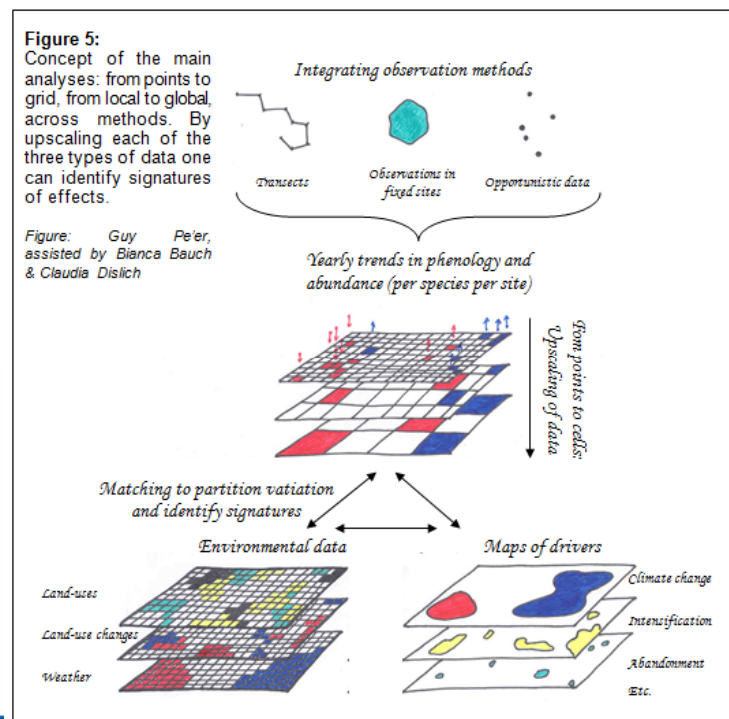 Figure 5:
Concept of the main
analyses: from points to
grid, from local to global,
across methods. By
upscaling each of the
three types of data one
can identify signatures
of effects.
Figure: Guy Pe'er,
assisted by Bianca Bauch
& Claudia Dislich
Integrating observation methods
Transects
Observations in
fixed sites
Opportunistic data
Yearly trends in phenology and
abundance (per species per site)
From points to cells:
Upscaling of data
Matching to partition vatiation
and identify signatures
Environmental data
Land-uses
Land-use changes
Weather
Maps of drivers
Climate change
Intensification
Abandonment
Etc.